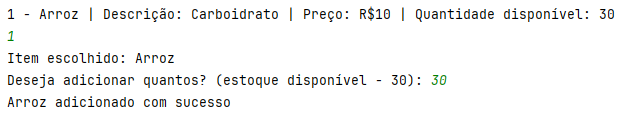 1 - Arroz | Descrição: Carboidrato | Preço: R$10 | Quantidade disponível: 30
1
Item escolhido: Arroz
Deseja adicionar quantos? (estoque disponível - 30): 30
Arroz adicionado com sucesso